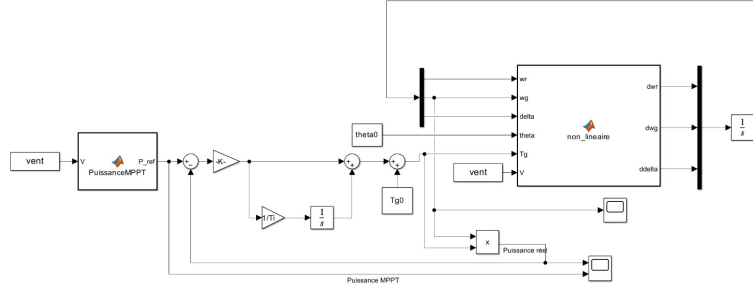 vent
V
PuissanceMPPT
P_ref
+
-
-K-
1/Ti
1
s
+
+
+
+
Tg0
theta0
vent
wr
wg
delta
theta
Tg
V
non_lineaire
dwr
dwg
ddelta
1
s
x
Puissance réel
Puissance MPPT